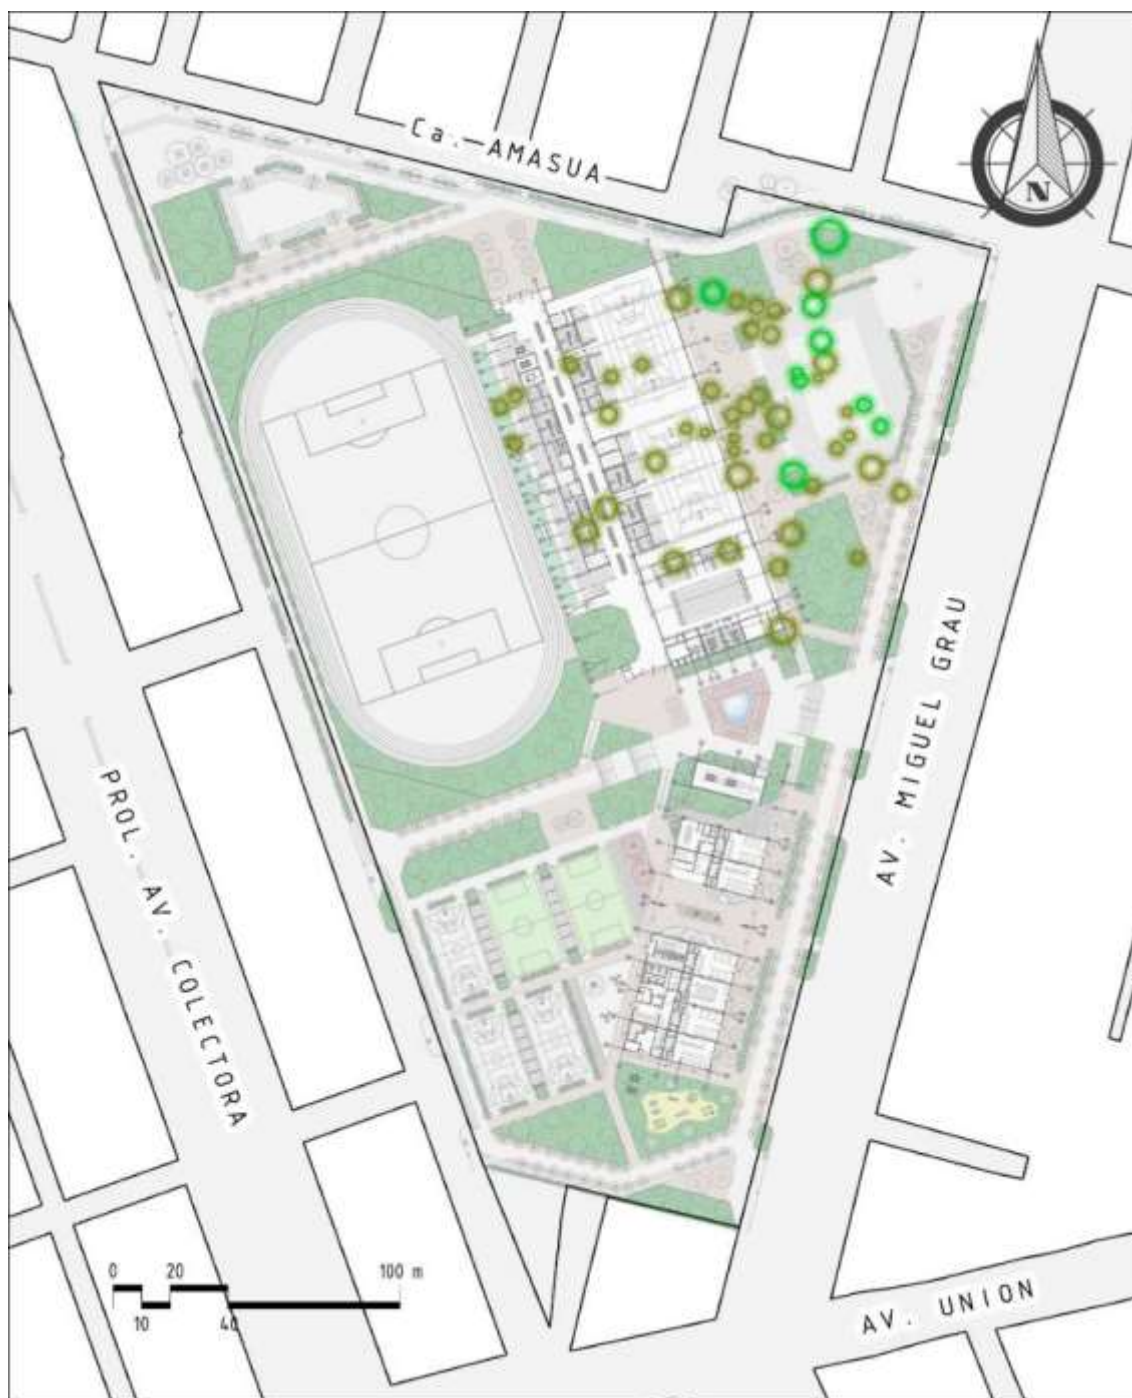 Ca. AMASUA
N
AV. MIGUEL GRAU
PROL. AV. COLECTORA
0 20 100 m
10 40
AV. UNION